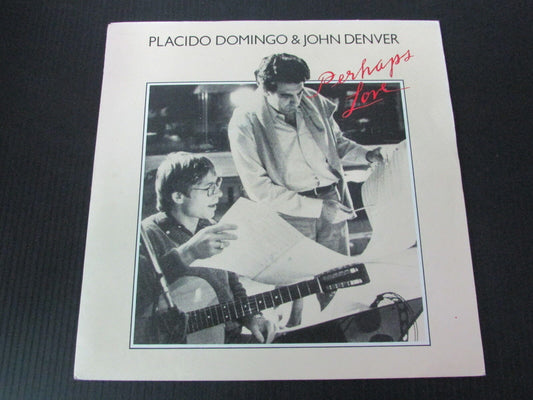 PLACIDO DOMINGO & JOHN DENVER
Perhaps
Love